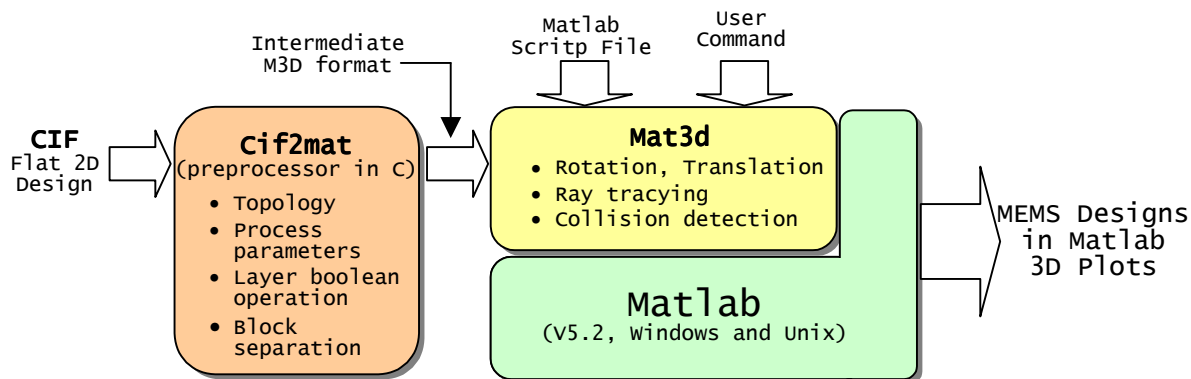 CIF
Flat 2D
Design
Cif2mat
(preprocessor in C)
• Topology
• Process
parameters
• Layer boolean
operation
• Block
separation
Intermediate
M3D format
Matlab
Scritp File
User
Command
Mat3d
• Rotation, Translation
• Ray tracying
• Collision detection
Matlab
(V5.2, Windows and Unix)
MEMS Designs
in Matlab
3D Plots